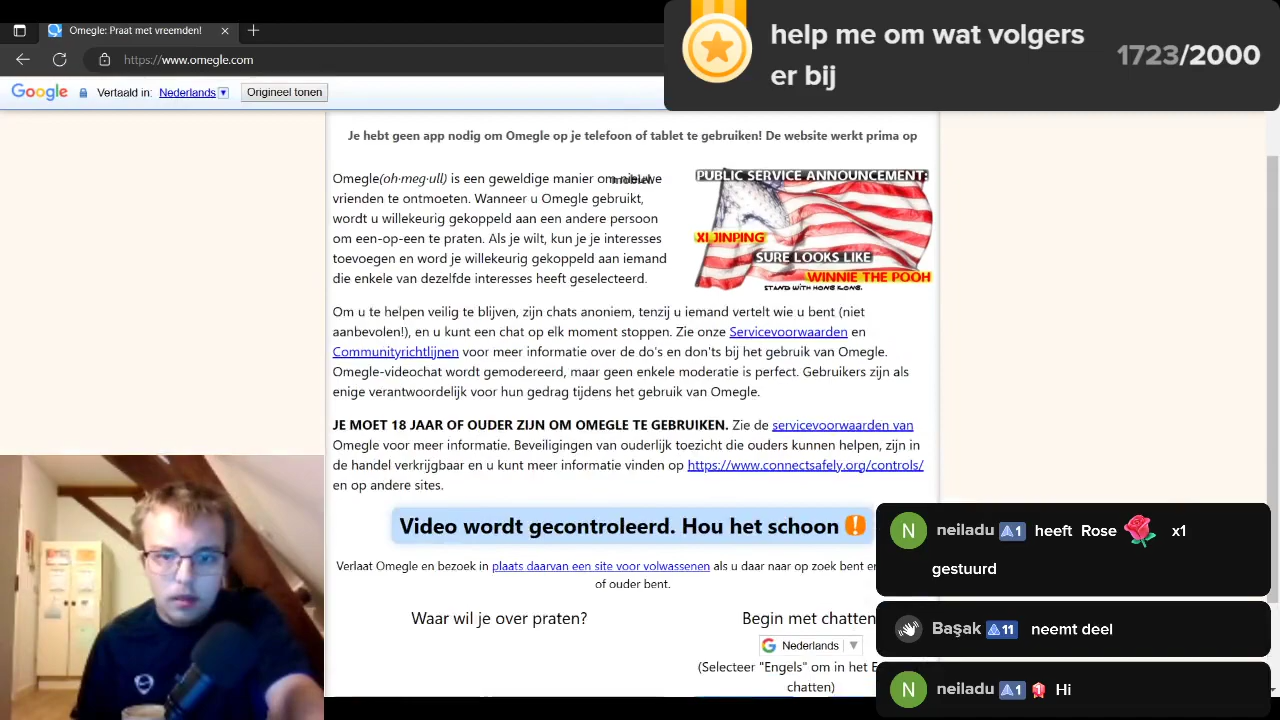 Omegle: Praat met vreemden!
help me om wat volgers
er bij
1723/2000
https://www.omegle.com
Google Vertaald in: Nederlands Origineel tonen
Je hebt geen app nodig om Omegle op je telefoon of tablet te gebruiken! De website werkt prima op
mobiel.
Omegle(oh·meg·ull) is een geweldige manier om nieuwe
vrienden te ontmoeten. Wanneer u Omegle gebruikt,
wordt u willekeurig gekoppeld aan een andere persoon
om een-op-een te praten. Als je wilt, kun je je interesses
toevoegen en word je willekeurig gekoppeld aan iemand
die enkele van dezelfde interesses heeft geselecteerd.
PUBLIC SERVICE ANNOUNCEMENT:
XI JINPING
SURE LOOKS LIKE
WINNIE THE POOH
STAND WITH HONG KONG.
Om u te helpen veilig te blijven, zijn chats anoniem, tenzij u iemand vertelt wie u bent (niet
aanbevolen!), en u kunt een chat op elk moment stoppen. Zie onze Servicevoorwaarden en
Communityrichtlijnen voor meer informatie over de do's en don'ts bij het gebruik van Omegle.
Omegle-videochat wordt gemodereerd, maar geen enkele moderatie is perfect. Gebruikers zijn als
enige verantwoordelijk voor hun gedrag tijdens het gebruik van Omegle.
JE MOET 18 JAAR OF OUDER ZIJN OM OMEGLE TE GEBRUIKEN. Zie de servicevoorwaarden van
Omegle voor meer informatie. Beveiligingen van ouderlijk toezicht die ouders kunnen helpen, zijn in
de handel verkrijgbaar en u kunt meer informatie vinden op https://www.connectsafely.org/controls/
en op andere sites.
Video wordt gecontroleerd. Hou het schoon
Verlaat Omegle en bezoek in plaats daarvan een site voor volwassenen als u daar naar op zoek bent
of ouder bent.
Waar wil je over praten?
Begin met chatten
Nederlands
(Selecteer "Engels" om in het
chatten)
N neiladu 1 heeft Rose x1
gestuurd
Başak 11 neemt deel
N neiladu 1 Hi